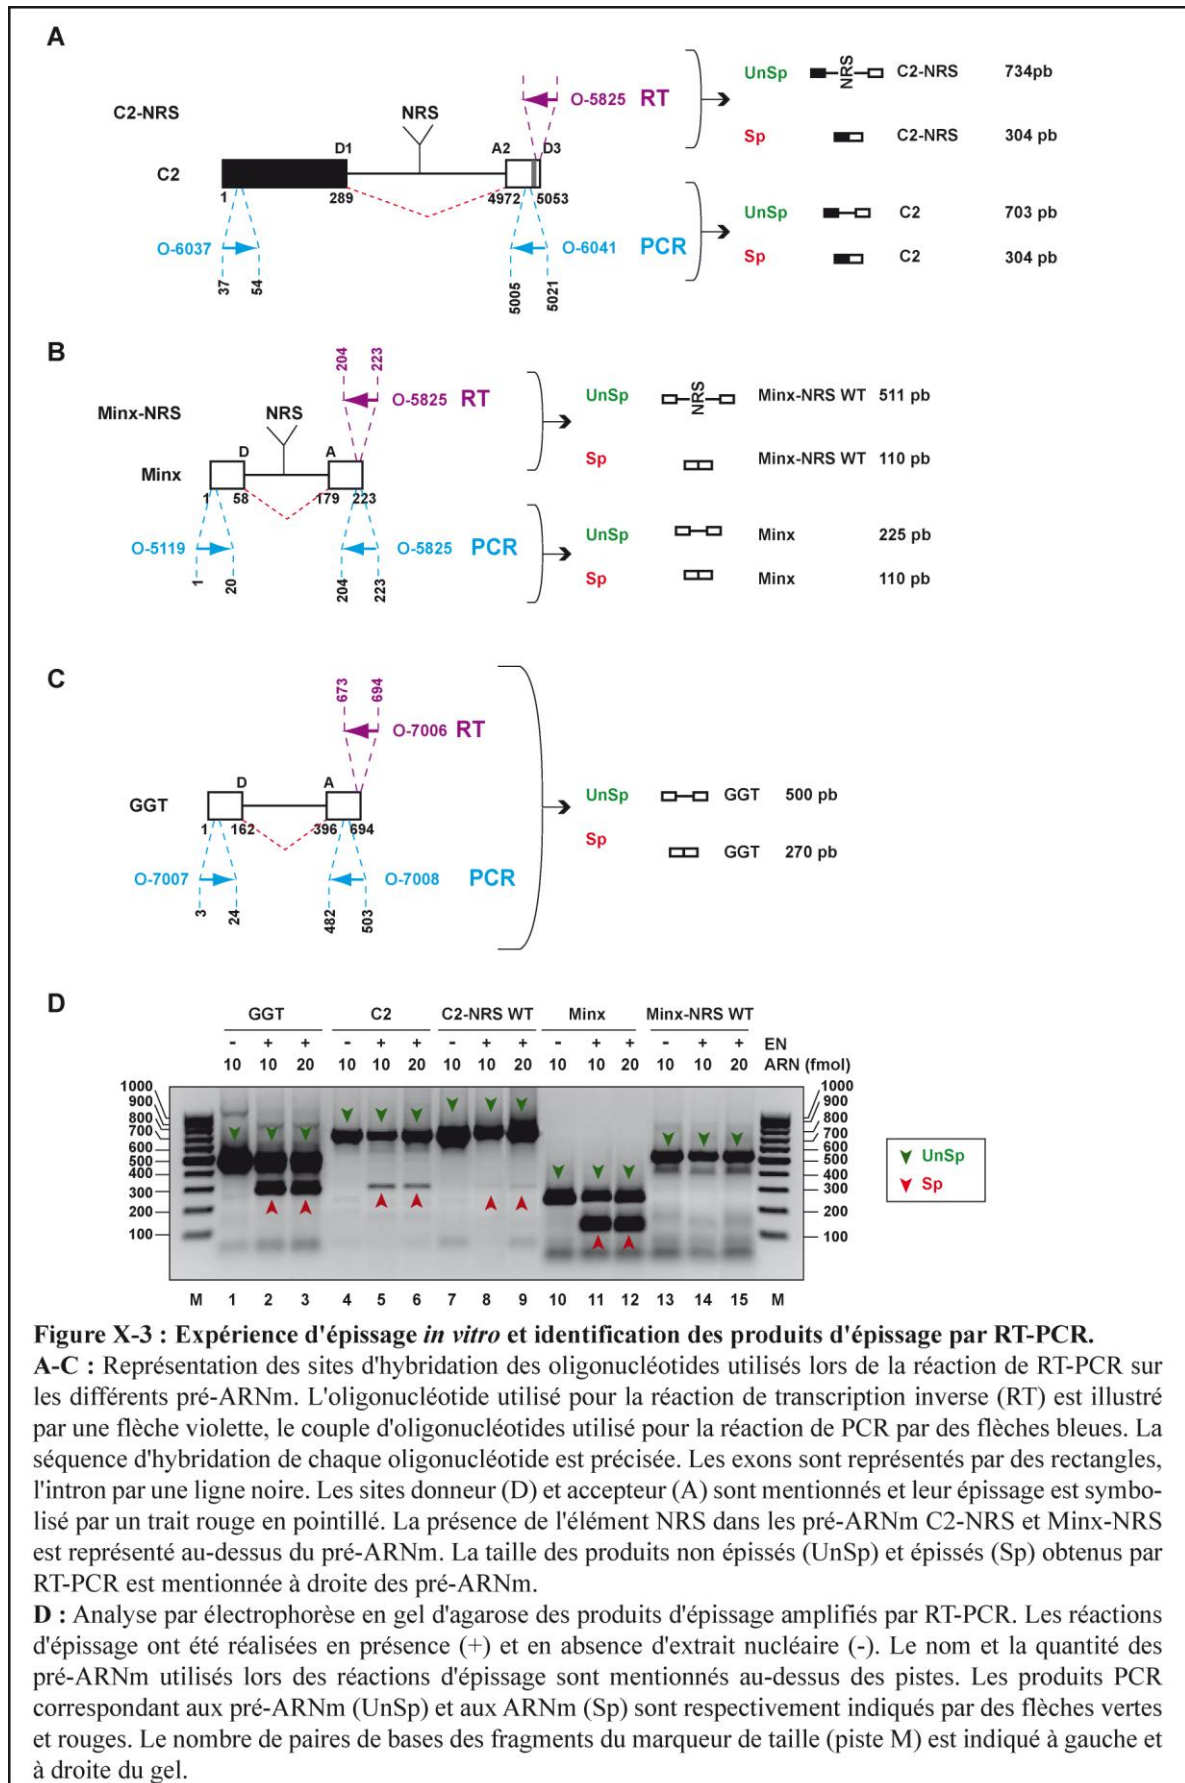 A
C2-NRS
NRS
O-5825 RT
D1
A2
D3
C2
1
289
4972
5053
O-6037
O-6041
PCR
37
54
5005
5021
UnSp
NRS
C2-NRS
734pb
Sp
C2-NRS
304 pb
UnSp
C2
703 pb
Sp
C2
304 pb
B
204
223
Minx-NRS
NRS
O-5825 RT
D
A
Minx
1
58
179
223
O-5119
O-5825
PCR
1
20
204
223
UnSp
NRS
Minx-NRS WT
511 pb
Sp
Minx-NRS WT
110 pb
UnSp
Minx
225 pb
Sp
Minx
110 pb
C
673
694
O-7006 RT
D
A
GGT
1
162
396
694
O-7007
O-7008
PCR
3
24
482
503
UnSp
GGT
500 pb
Sp
GGT
270 pb
D
GGT C2 C2-NRS WT Minx Minx-NRS WT
- + + - + + - + + - + + - + + EN
10 10 20 10 10 20 10 10 20 10 10 20 10 10 20 ARN (fmol)
1000 1000
900 900
800 800
700 700
600 600
500 500
400 400
300 300
200 200
100 100
UnSp
Sp
M 1 2 3 4 5 6 7 8 9 10 11 12 13 14 15 M
Figure X-3 : Expérience d'épissage in vitro et identification des produits d'épissage par RT-PCR.
A-C : Représentation des sites d'hybridation des oligonucléotides utilisés lors de la réaction de RT-PCR sur
les différents pré-ARNm. L'oligonucléotide utilisé pour la réaction de transcription inverse (RT) est illustré
par une flèche violette, le couple d'oligonucléotides utilisé pour la réaction de PCR par des flèches bleues. La
séquence d'hybridation de chaque oligonucléotide est précisée. Les exons sont représentés par des rectangles,
l'intron par une ligne noire. Les sites donneur (D) et accepteur (A) sont mentionnés et leur épissage est symbo-
lisé par un trait rouge en pointillé. La présence de l'élément NRS dans les pré-ARNm C2-NRS et Minx-NRS
est représenté au-dessus du pré-ARNm. La taille des produits non épissés (UnSp) et épissés (Sp) obtenus par
RT-PCR est mentionnée à droite des pré-ARNm.
D : Analyse par électrophorèse en gel d'agarose des produits d'épissage amplifiés par RT-PCR. Les réactions
d'épissage ont été réalisées en présence (+) et en absence d'extrait nucléaire (-). Le nom et la quantité des
pré-ARNm utilisés lors des réactions d'épissage sont mentionnés au-dessus des pistes. Les produits PCR
correspondant aux pré-ARNm (UnSp) et aux ARNm (Sp) sont respectivement indiqués par des flèches vertes
et rouges. Le nombre de paires de bases des fragments du marqueur de taille (piste M) est indiqué à gauche et
à droite du gel.